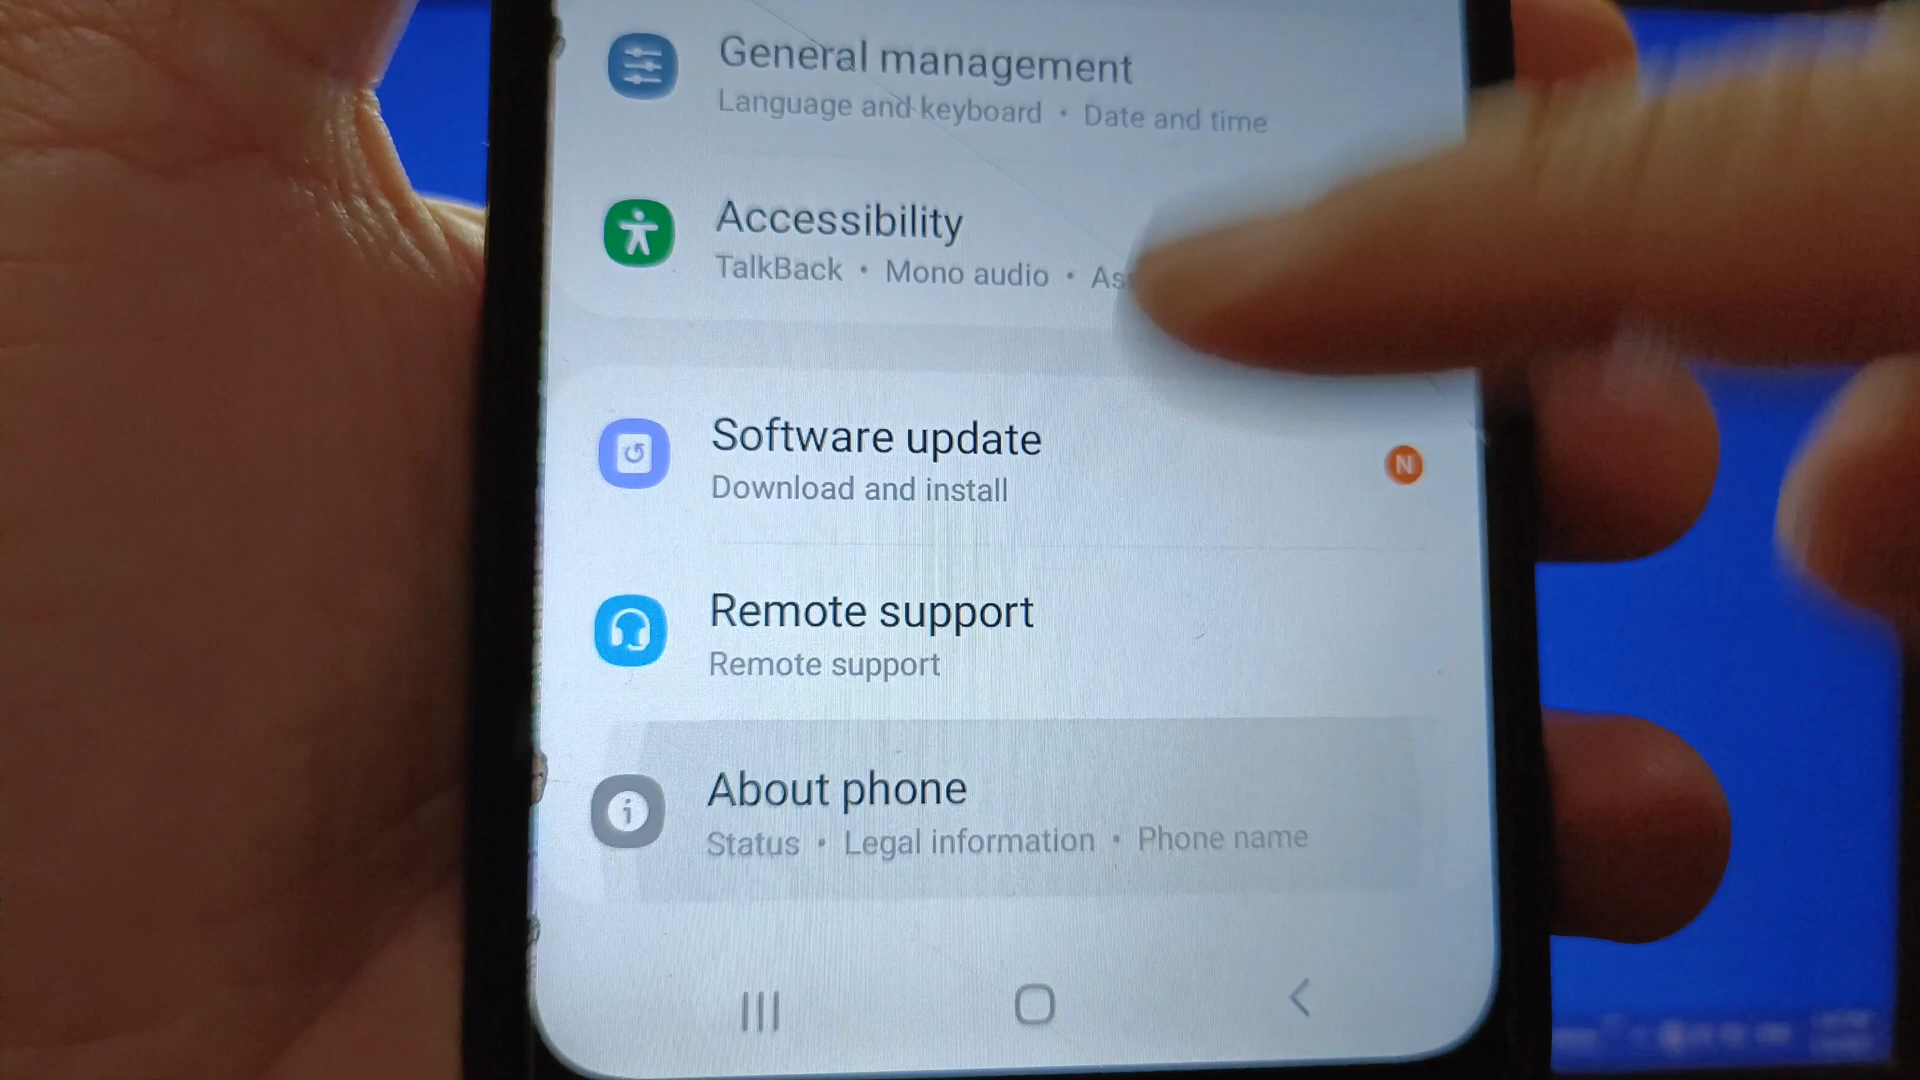 General management
Language and keyboard • Date and time
Accessibility
TalkBack • Mono audio •
Software update
N
Download and install
Remote support
Remote support
About phone
Status • Legal information • Phone name